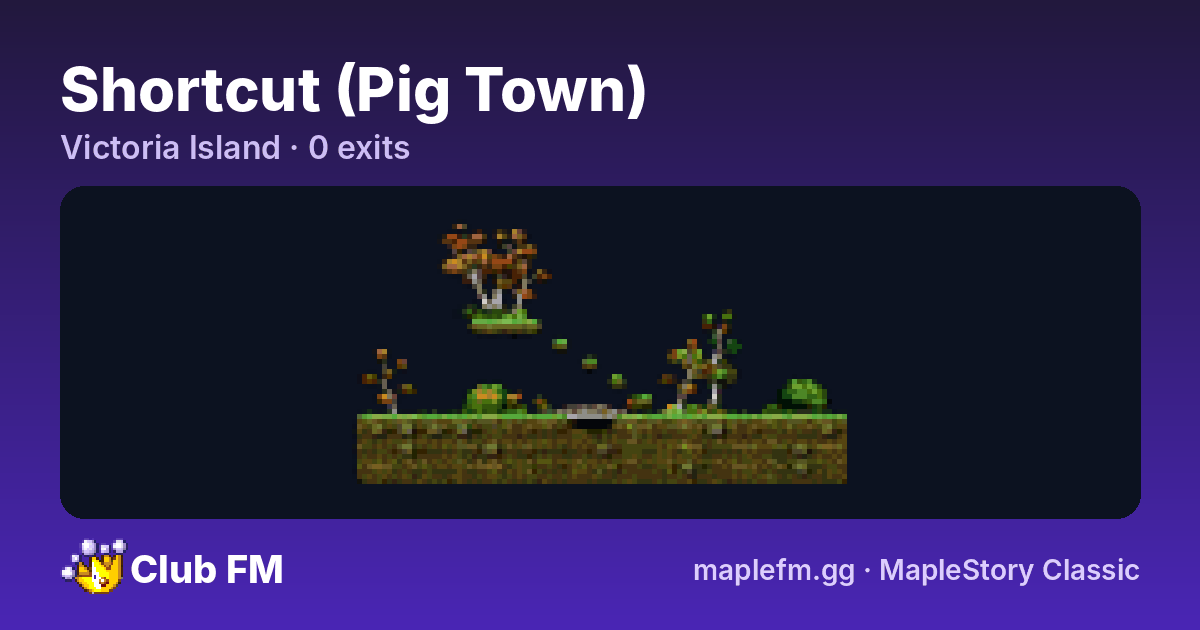 Shortcut (Pig Town)
Victoria Island · 0 exits
Club FM
maplefm.gg · MapleStory Classic